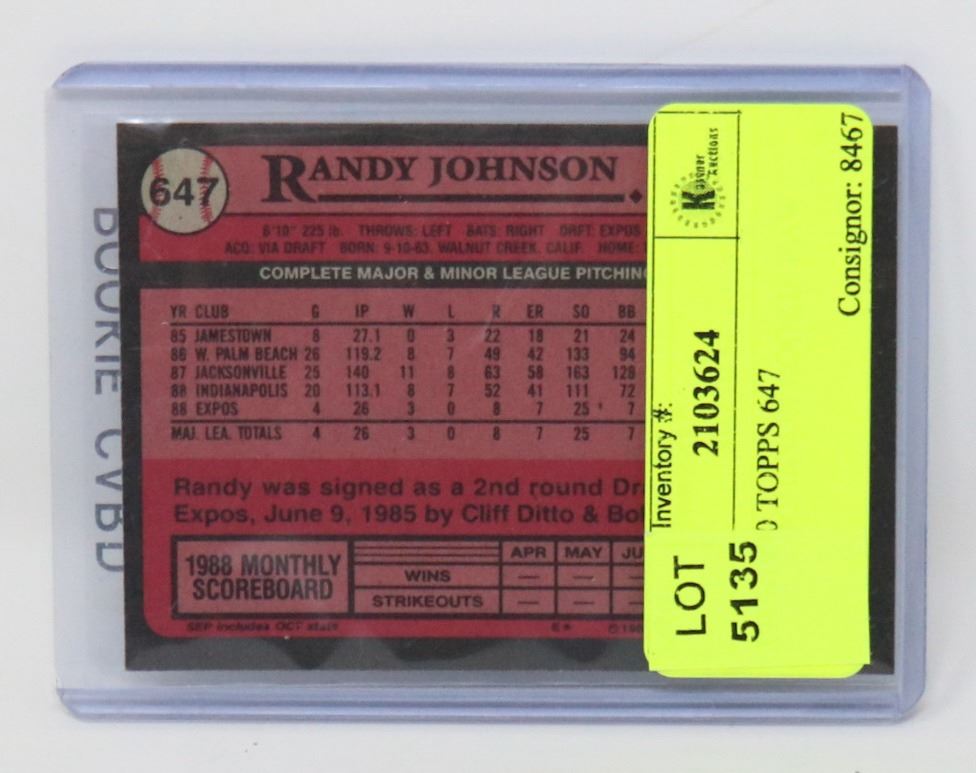 647
RANDY JOHNSON
6'10" 225 lb. THROWS: LEFT BATS: RIGHT DRFT: EXPOS
ACQ: VIA DRAFT BORN: 9-10-63, WALNUT CREEK, CALIF. HOME:
COMPLETE MAJOR & MINOR LEAGUE PITCHING
YR CLUB G IP W L R ER SO BB
85 JAMESTOWN 8 27.1 0 3 22 18 21 24
86 W. PALM BEACH 26 119.2 8 7 49 42 133 94
87 JACKSONVILLE 25 140 11 8 63 58 163 128
88 INDIANAPOLIS 20 113.1 8 7 52 41 111 72
88 EXPOS 4 26 3 0 8 7 25 7
MAJ. LEA. TOTALS 4 26 3 0 8 7 25 7
Randy was signed as a 2nd round
Expos, June 9, 1985 by Cliff Ditto &
1988 MONTHLY
SCOREBOARD
APR MAY
WINS — — —
STRIKEOUTS — — —
SEP includes OCT stats
ROOKIE CARD
Kastner
Auctions
Consignor: 8467
Inventory #:
2103624
TOPPS 647
LOT
5135